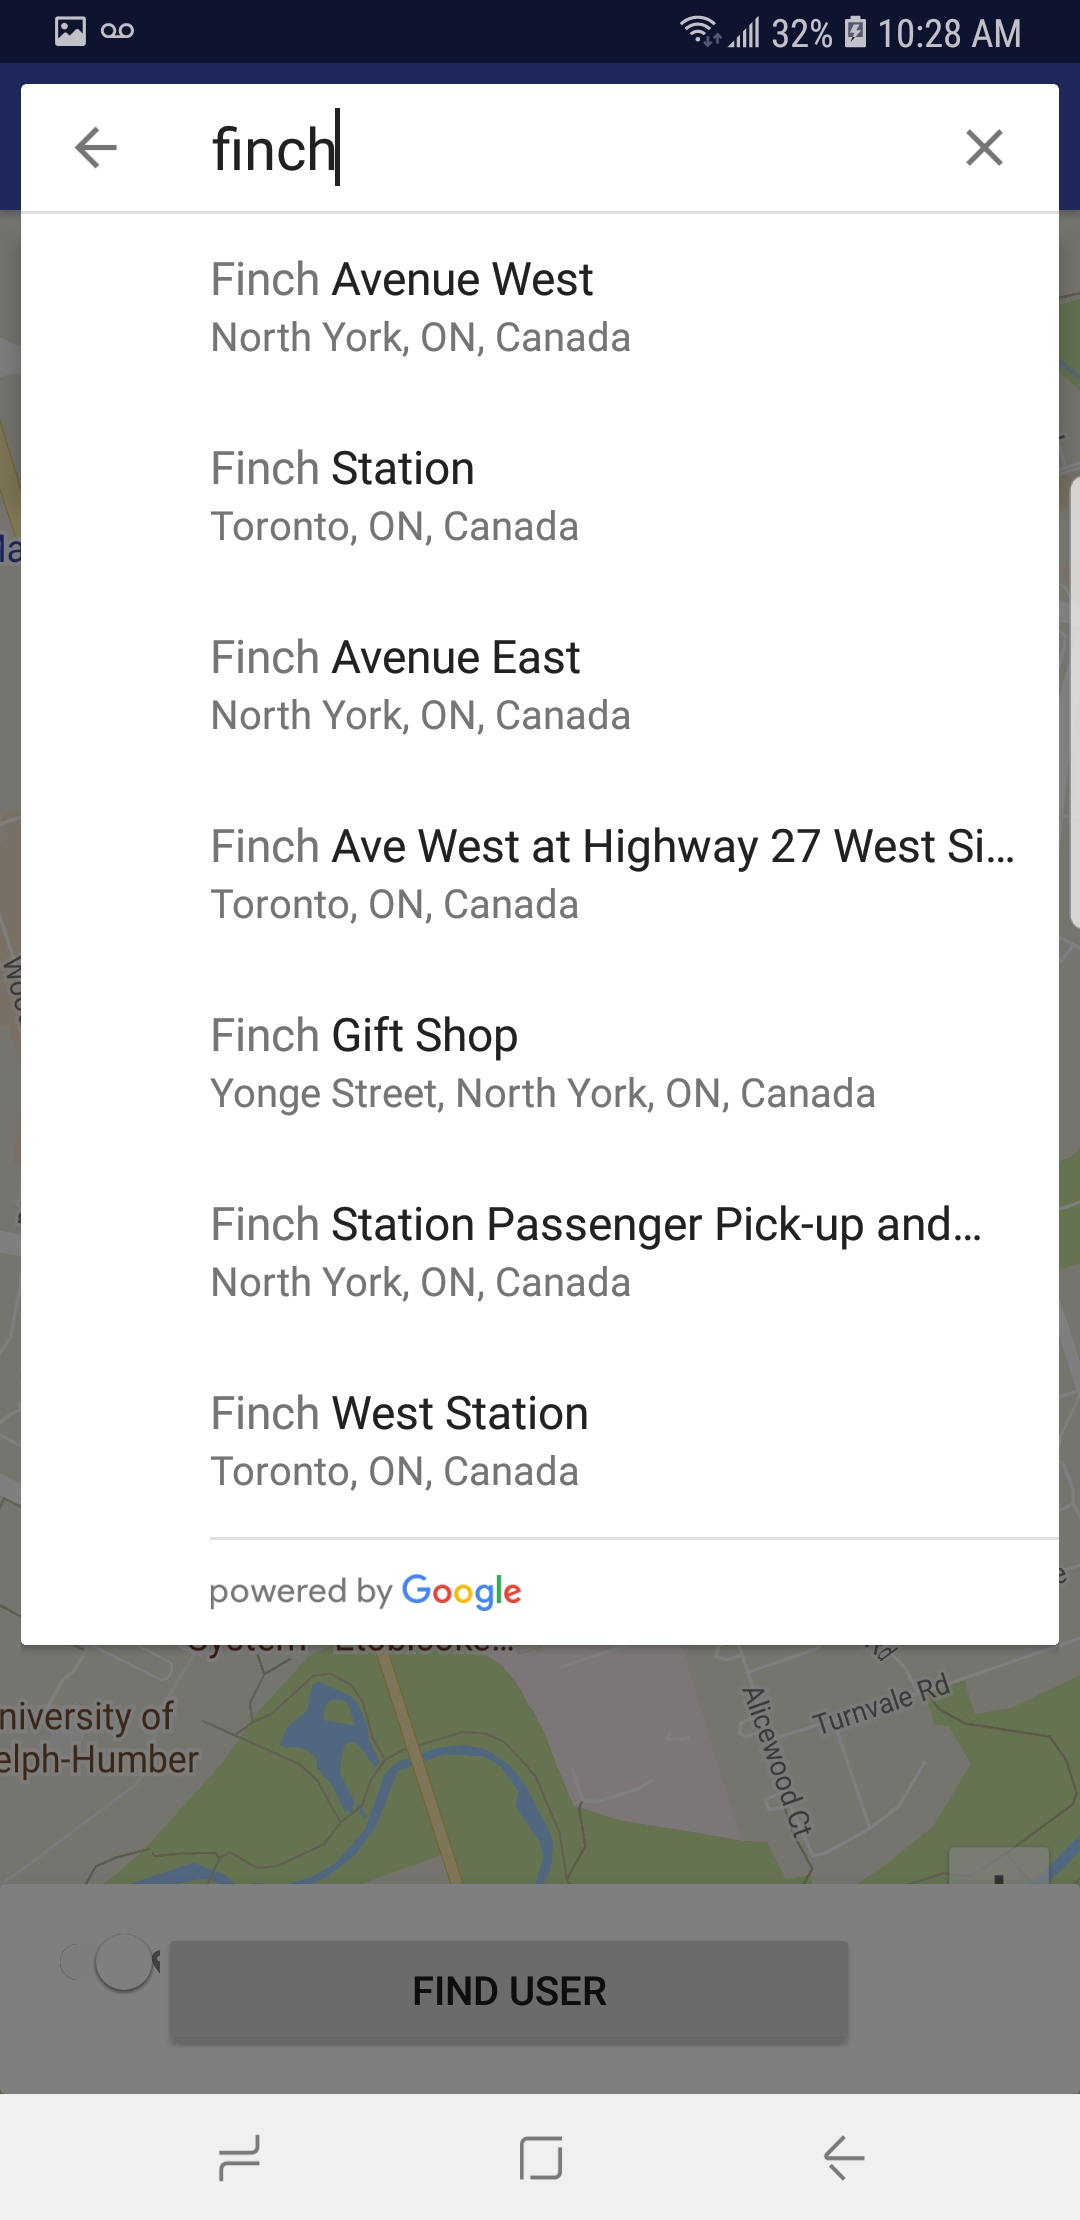 32% 10:28 AM
finch
Finch Avenue West
North York, ON, Canada
Finch Station
Toronto, ON, Canada
Finch Avenue East
North York, ON, Canada
Finch Ave West at Highway 27 West Si...
Toronto, ON, Canada
Finch Gift Shop
Yonge Street, North York, ON, Canada
Finch Station Passenger Pick-up and...
North York, ON, Canada
Finch West Station
Toronto, ON, Canada
powered by Google
niversity of
elph-Humber
Alicewood Ct
Turnvale Rd
FIND USER